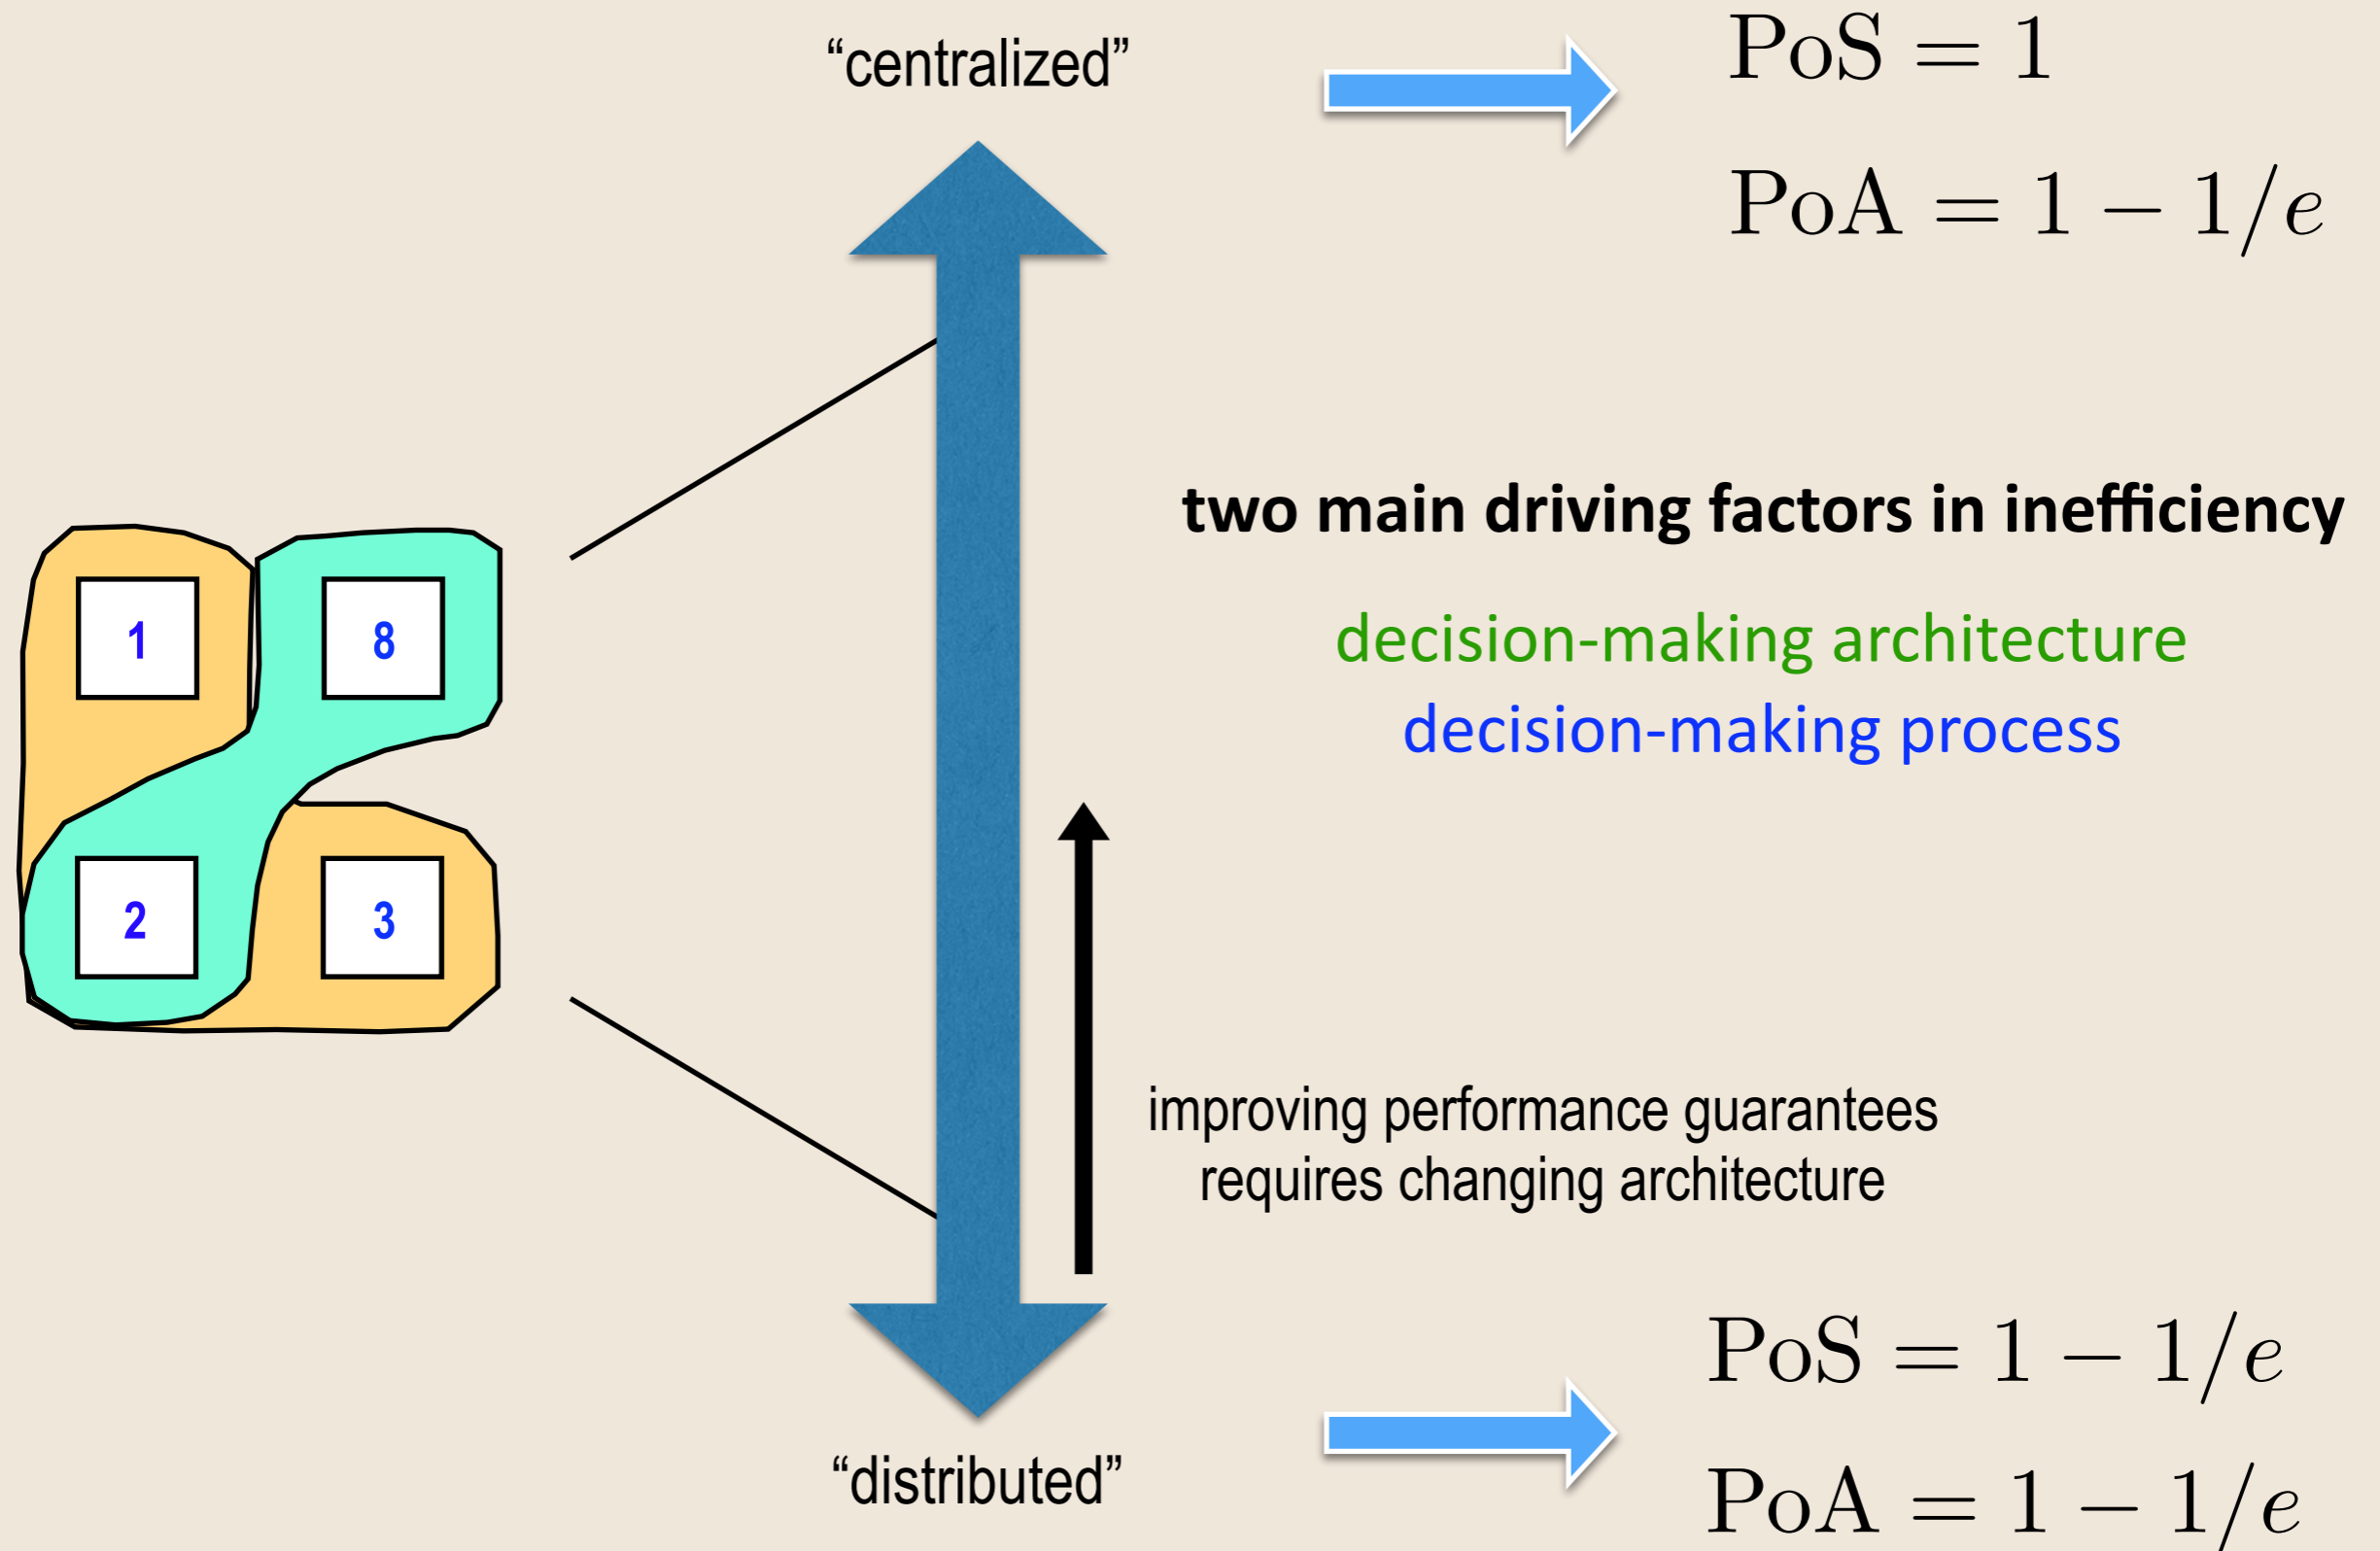 “centralized”
PoS = 1
PoA = 1 − 1/e
two main driving factors in inefficiency
decision-making architecture
decision-making process
1
8
2
3
improving performance guarantees
requires changing architecture
“distributed”
PoS = 1 − 1/e
PoA = 1 − 1/e